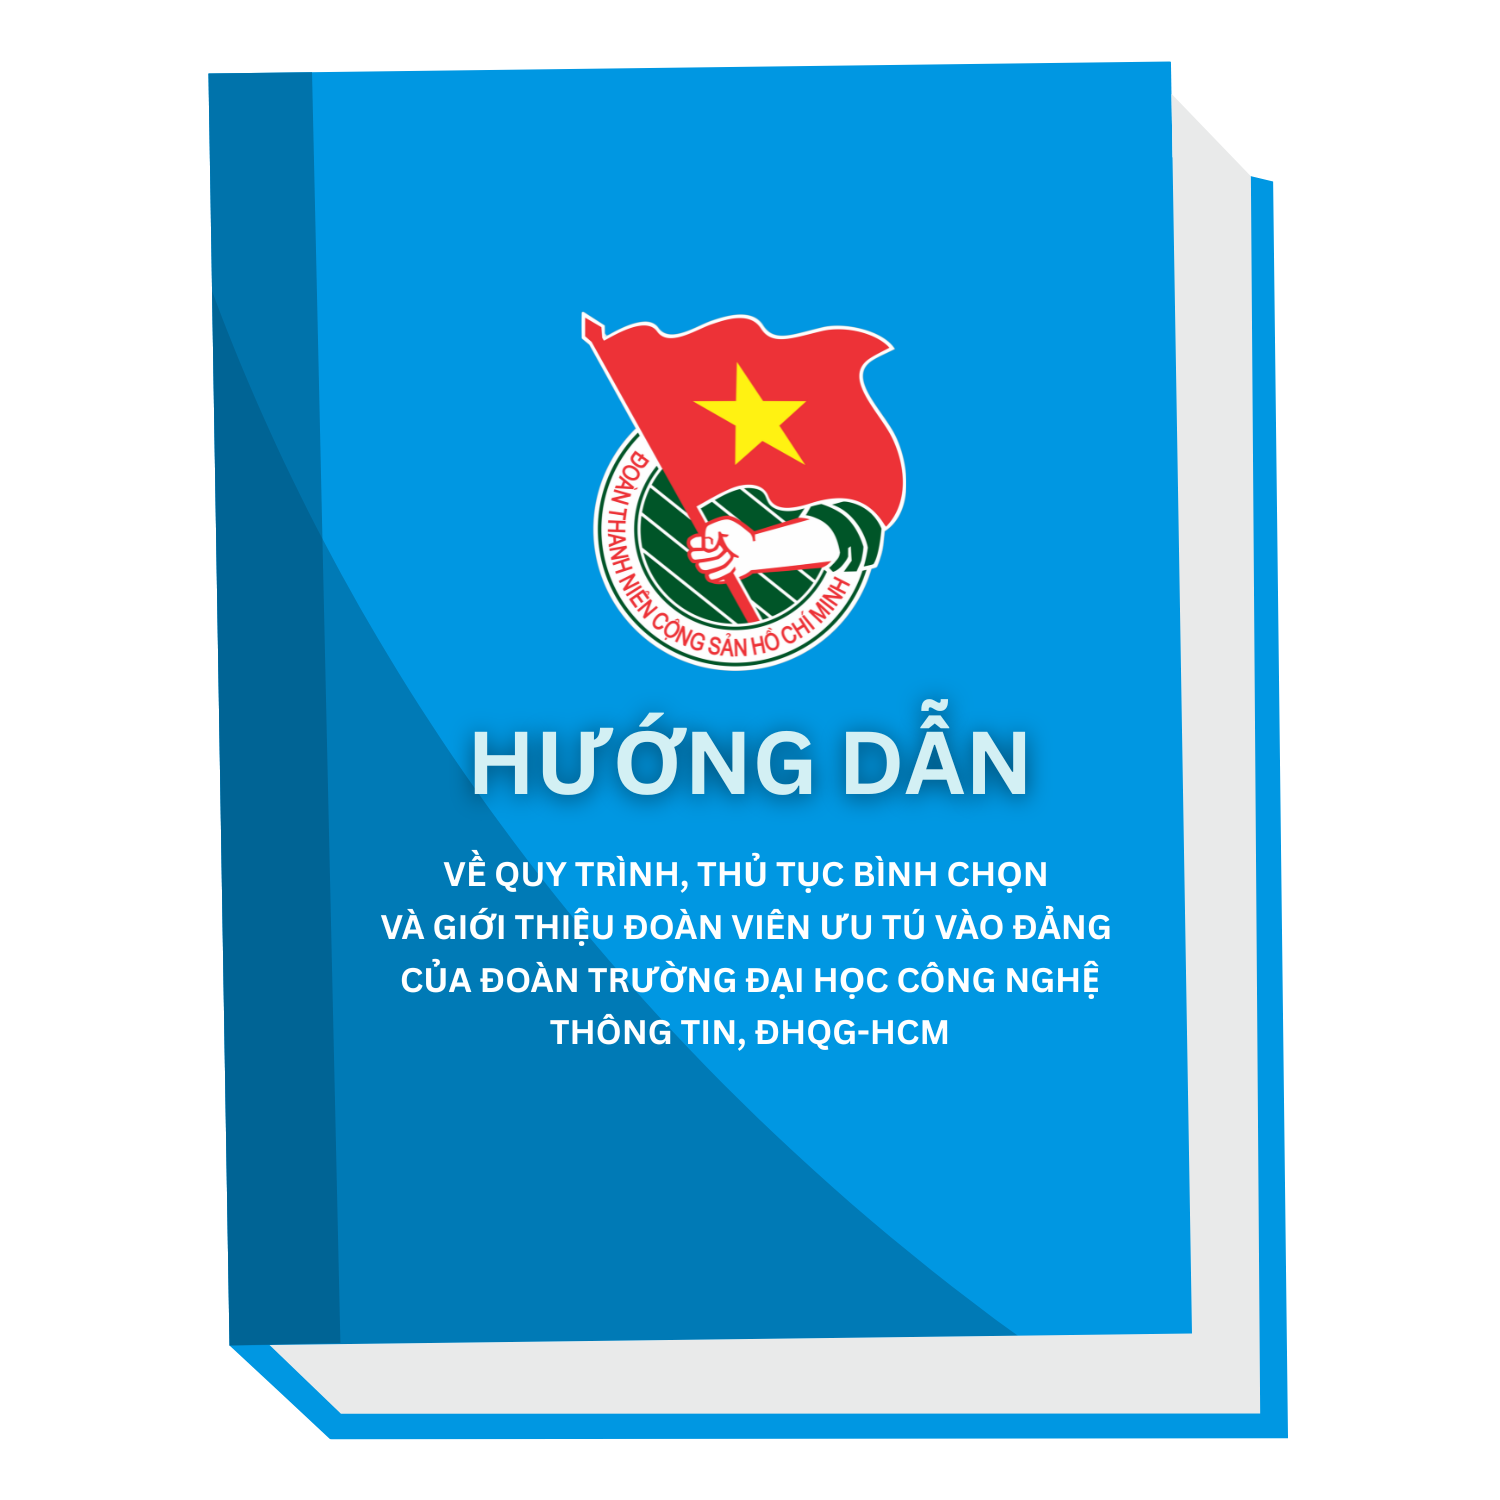 ĐOÀN THANH NIÊN CỘNG SẢN HỒ CHÍ MINH
HƯỚNG DẪN
VỀ QUY TRÌNH, THỦ TỤC BÌNH CHỌN
VÀ GIỚI THIỆU ĐOÀN VIÊN ƯU TÚ VÀO ĐẢNG
CỦA ĐOÀN TRƯỜNG ĐẠI HỌC CÔNG NGHỆ
THÔNG TIN, ĐHQG-HCM